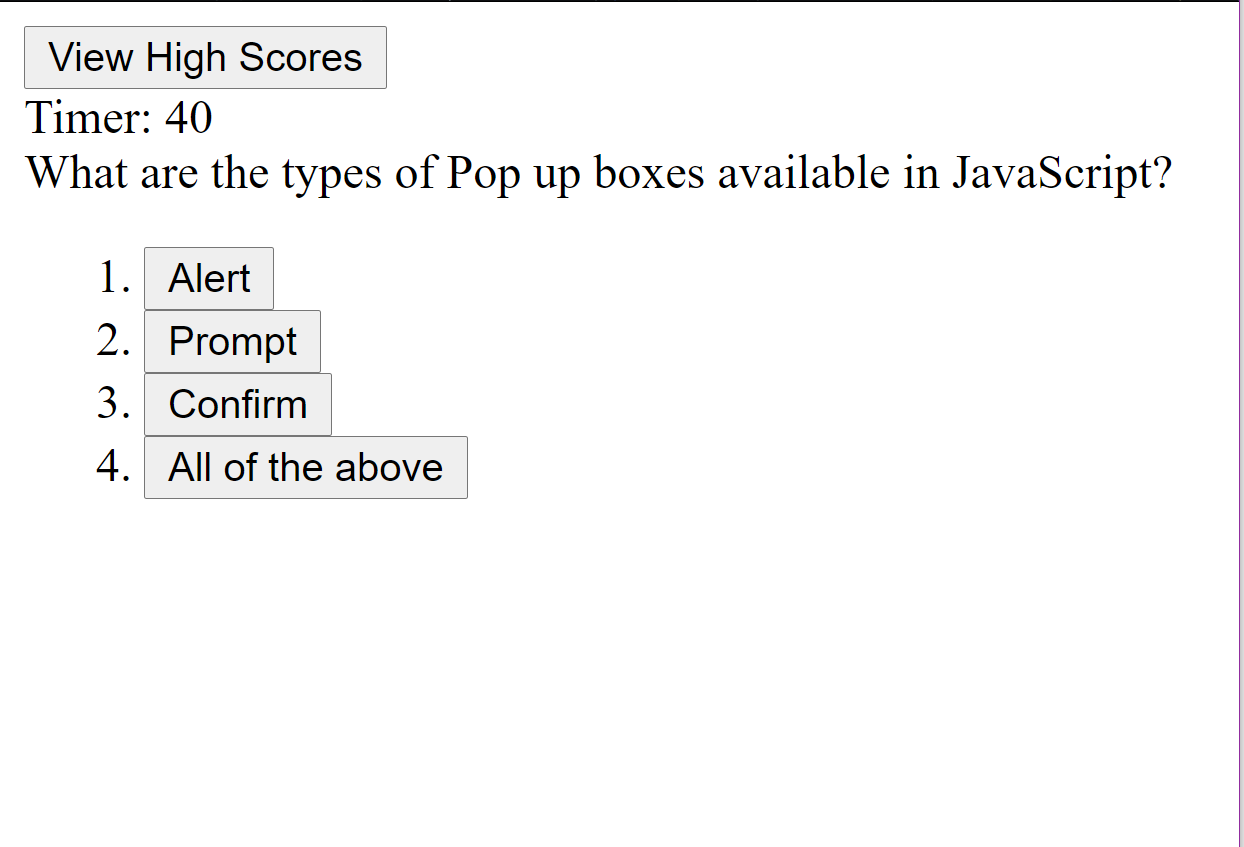 View High Scores
Timer: 40
What are the types of Pop up boxes available in JavaScript?
1. Alert
2. Prompt
3. Confirm
4. All of the above